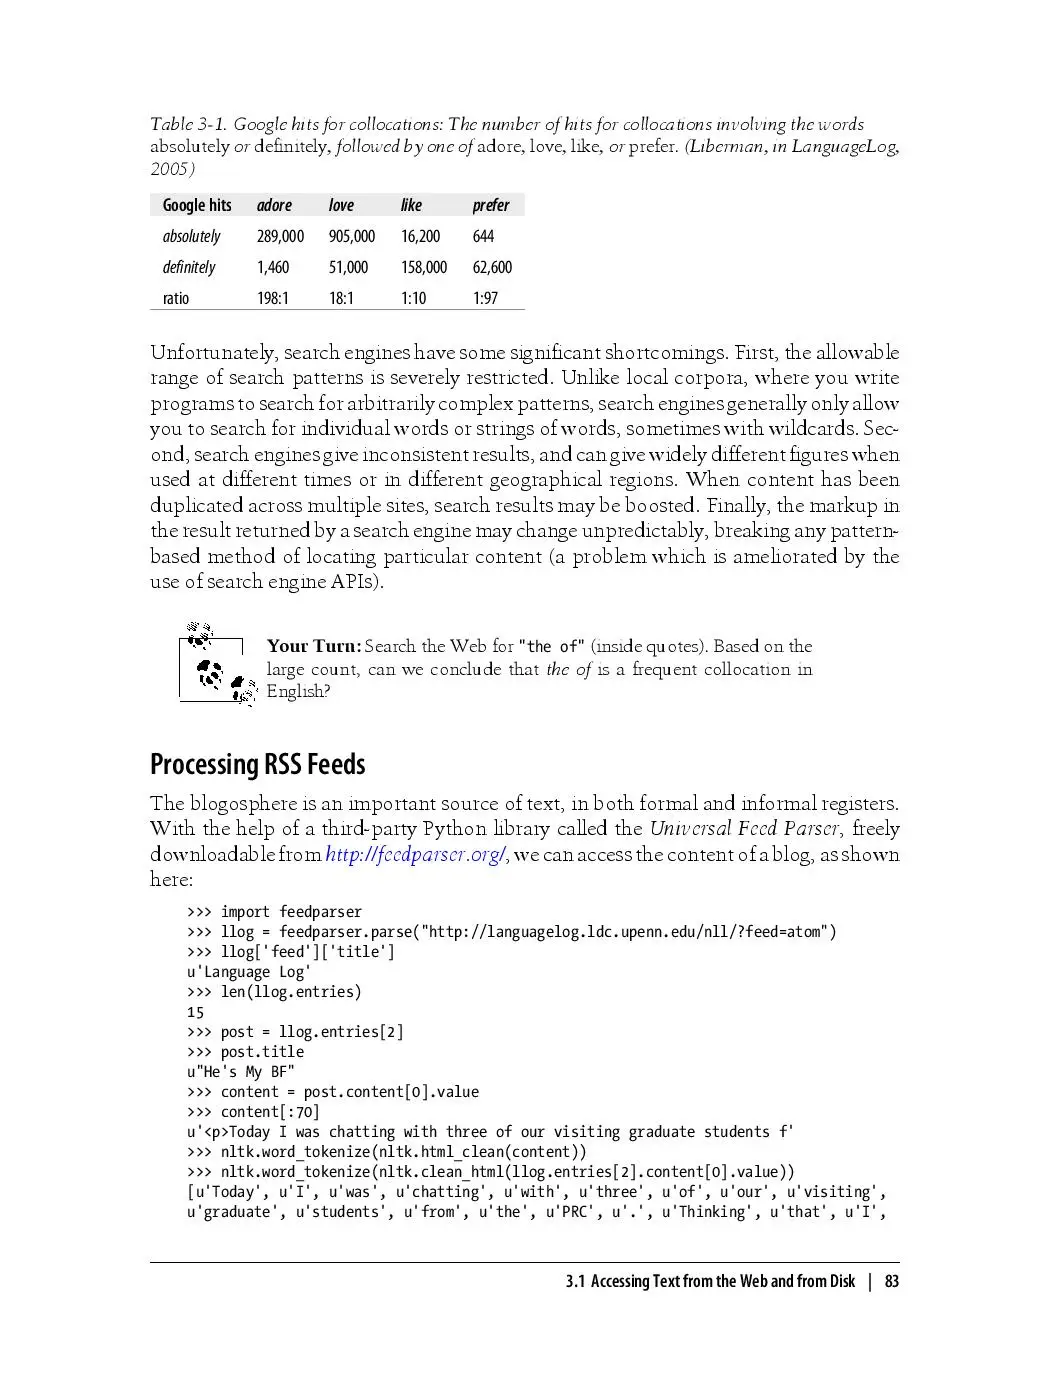 Table 3-1. Google hits for collocations: The number of hits for collocations involving the words
absolutely or definitely, followed by one of adore, love, like, or prefer. (Liberman, in LanguageLog,
2005)
Google hits adore love like prefer
absolutely 289,000 905,000 16,200 644
definitely 1,460 51,000 158,000 62,600
ratio 198:1 18:1 1:10 1:97
Unfortunately, search engines have some significant shortcomings. First, the allowable
range of search patterns is severely restricted. Unlike local corpora, where you write
programs to search for arbitrarily complex patterns, search engines generally only allow
you to search for individual words or strings of words, sometimes with wildcards. Sec-
ond, search engines give inconsistent results, and can give widely different figures when
used at different times or in different geographical regions. When content has been
duplicated across multiple sites, search results may be boosted. Finally, the markup in
the result returned by a search engine may change unpredictably, breaking any pattern-
based method of locating particular content (a problem which is ameliorated by the
use of search engine APIs).
Your Turn: Search the Web for "the of" (inside quotes). Based on the
large count, can we conclude that the of is a frequent collocation in
English?
Processing RSS Feeds
The blogosphere is an important source of text, in both formal and informal registers.
With the help of a third-party Python library called the Universal Feed Parser, freely
downloadable from http://feedparser.org/, we can access the content of a blog, as shown
here:
>>> import feedparser
>>> llog = feedparser.parse("http://languagelog.ldc.upenn.edu/nll/?feed=atom")
>>> llog['feed']['title']
u'Language Log'
>>> len(llog.entries)
15
>>> post = llog.entries[2]
>>> post.title
u"He's My BF"
>>> content = post.content[0].value
>>> content[:70]
u'<p>Today I was chatting with three of our visiting graduate students f'
>>> nltk.word_tokenize(nltk.html_clean(content))
>>> nltk.word_tokenize(nltk.clean_html(llog.entries[2].content[0].value))
[u'Today', u'I', u'was', u'chatting', u'with', u'three', u'of', u'our', u'visiting',
u'graduate', u'students', u'from', u'the', u'PRC', u'.', u'Thinking', u'that', u'I',
3.1 Accessing Text from the Web and from Disk | 83